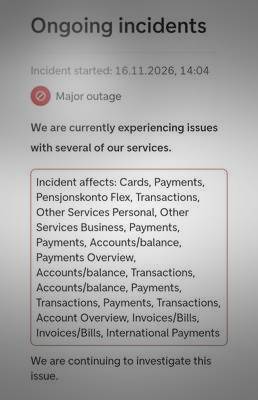 Ongoing incidents
Incident started: 16.11.2026, 14:04
Major outage
We are currently experiencing issues
with several of our services.
Incident affects: Cards, Payments,
Pensjonskonto Flex, Transactions,
Other Services Personal, Other
Services Business, Payments,
Payments, Accounts/balance,
Payments Overview,
Accounts/balance, Transactions,
Accounts/balance, Payments,
Transactions, Payments, Transactions,
Account Overview, Invoices/Bills,
Invoices/Bills, International Payments
We are continuing to investigate this
issue.